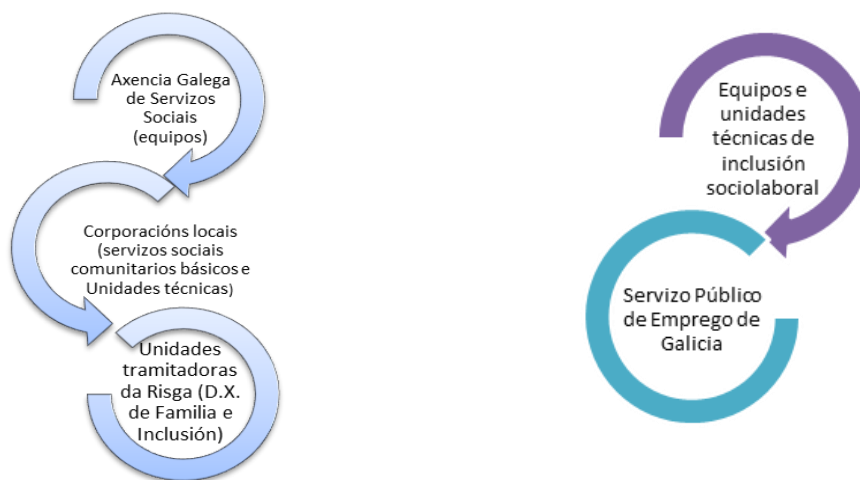 Axencia Galega
de Servizos
Sociais
(equipos)
Corporacións locais
(servizos sociais
comunitarios básicos e
Unidades técnicas)
Unidades
tramitadoras
da Risga (D.X.
de Familia e
Inclusión)
Equipos e
unidades
técnicas de
inclusión
sociolaboral
Servizo Público
de Emprego de
Galicia